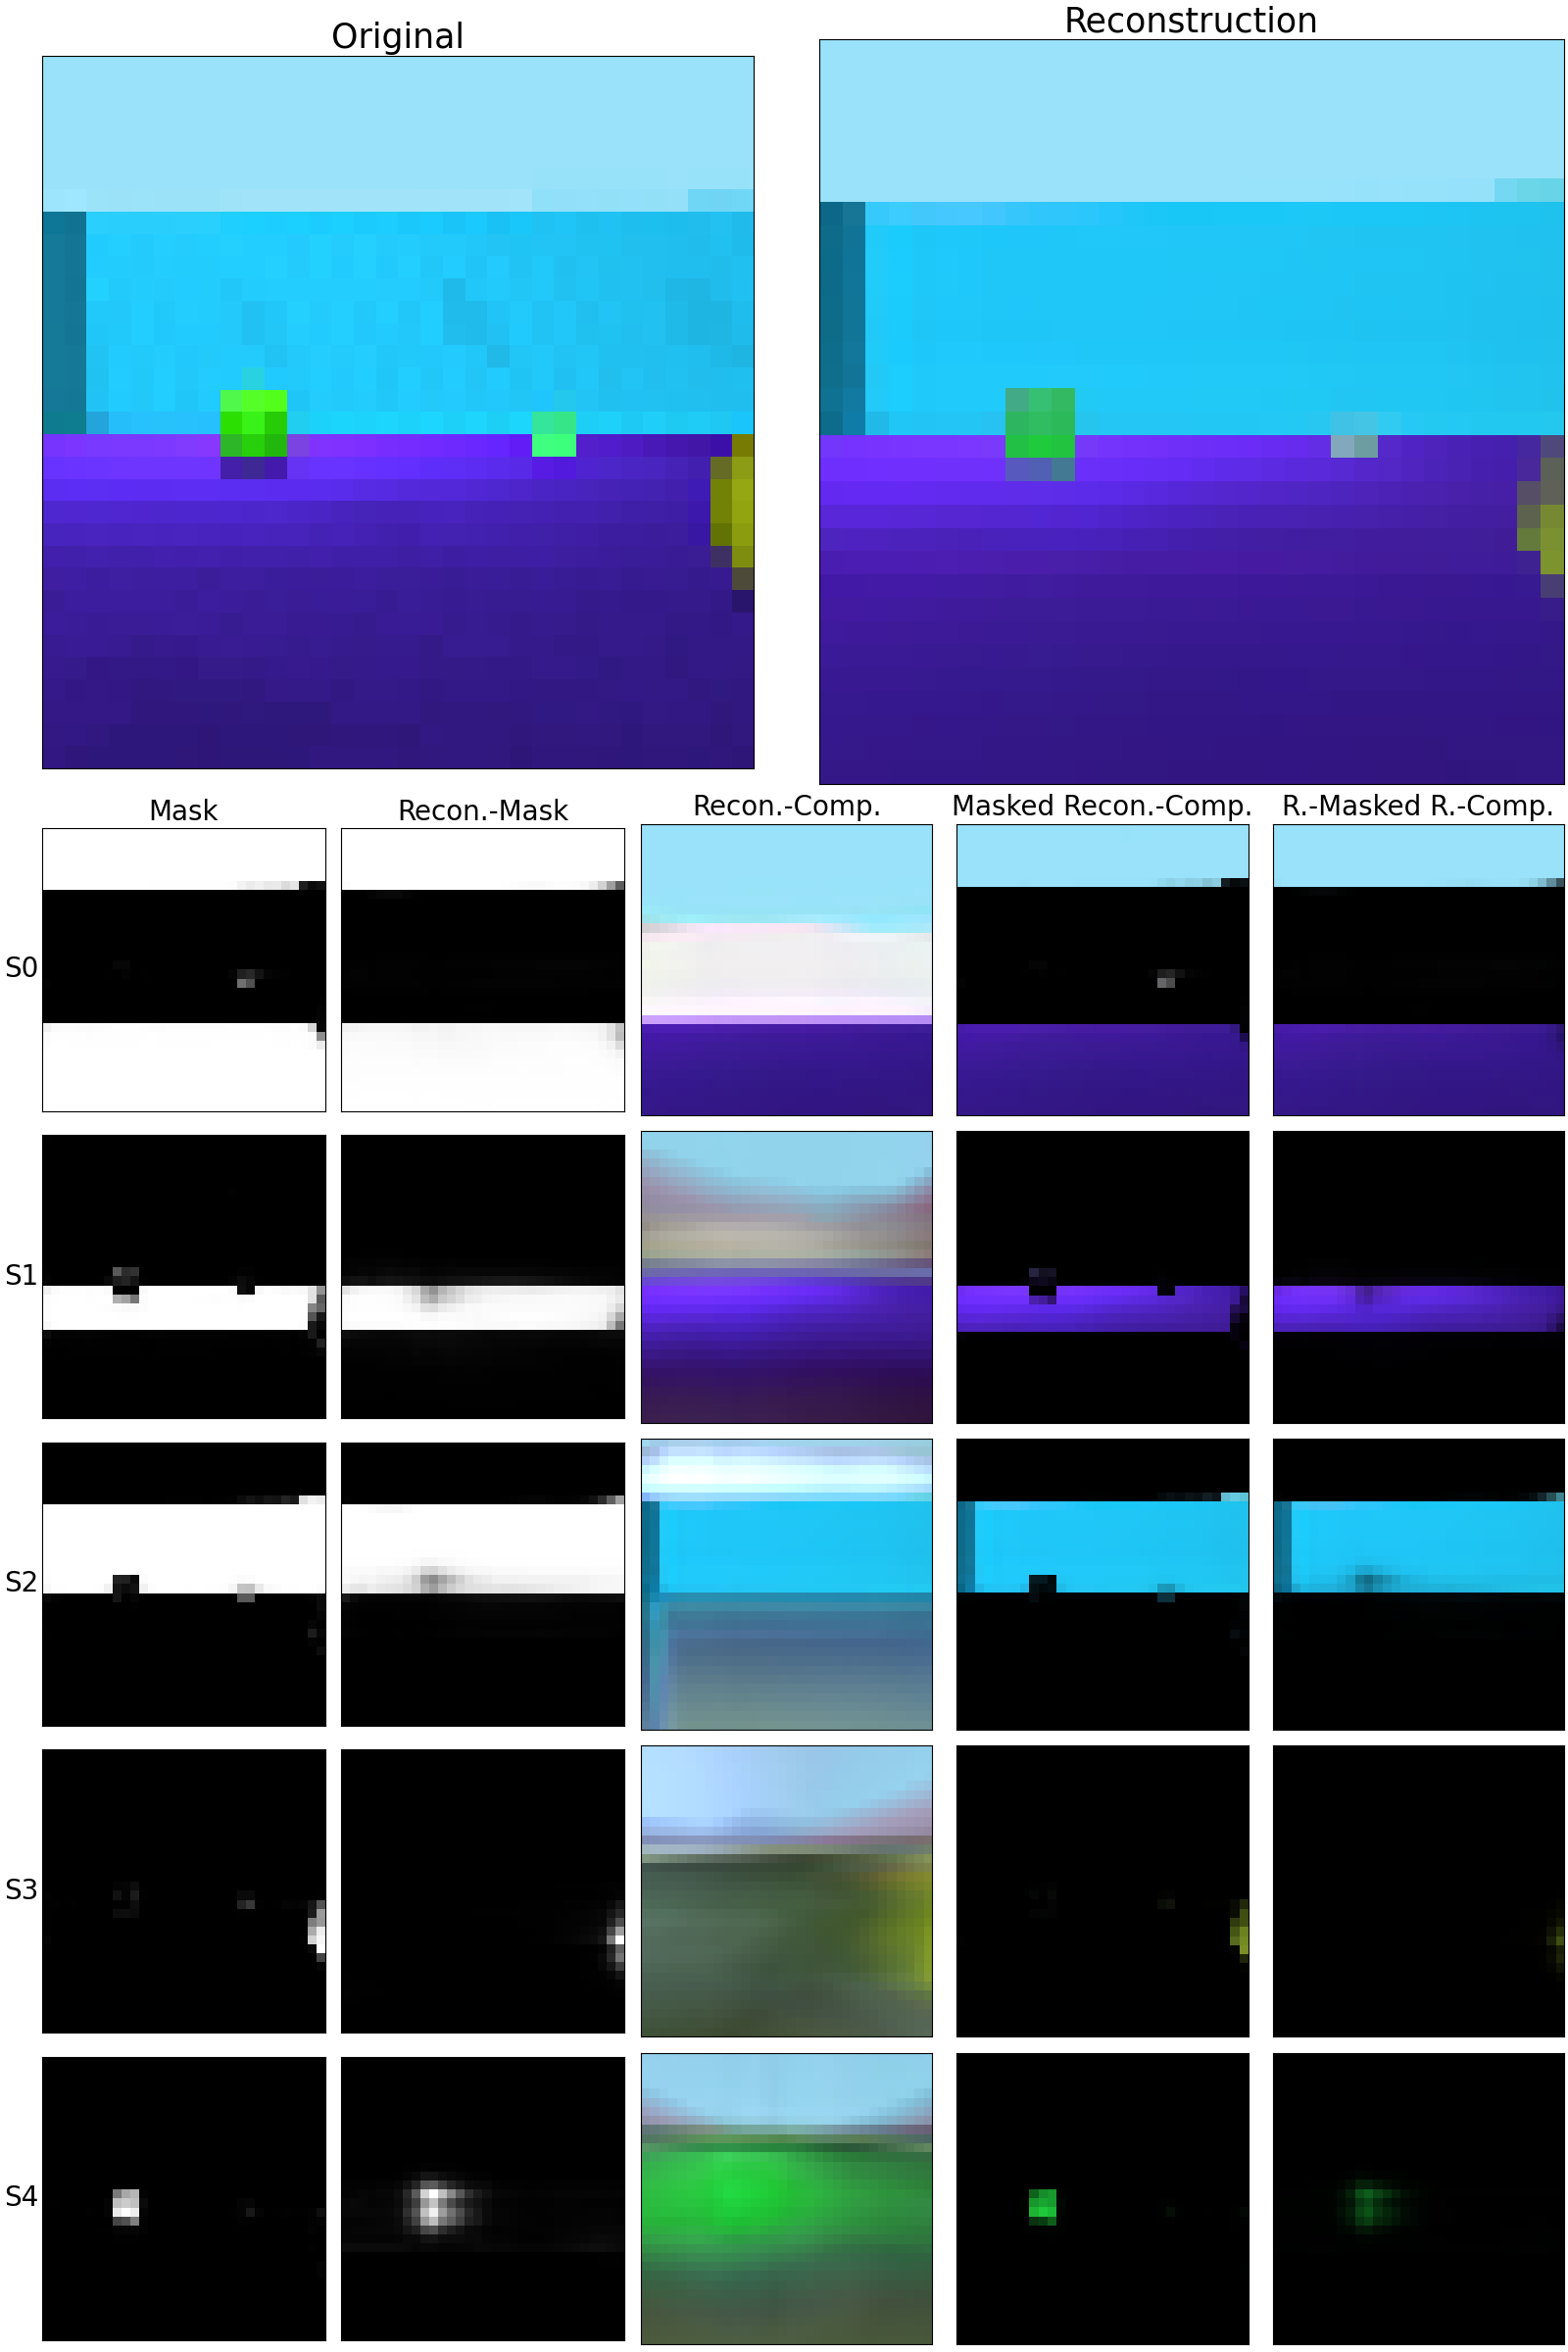 Original
Reconstruction
Mask
Recon.-Mask
Recon.-Comp.
Masked Recon.-Comp.
R.-Masked R.-Comp.
S0
S1
S2
S3
S4